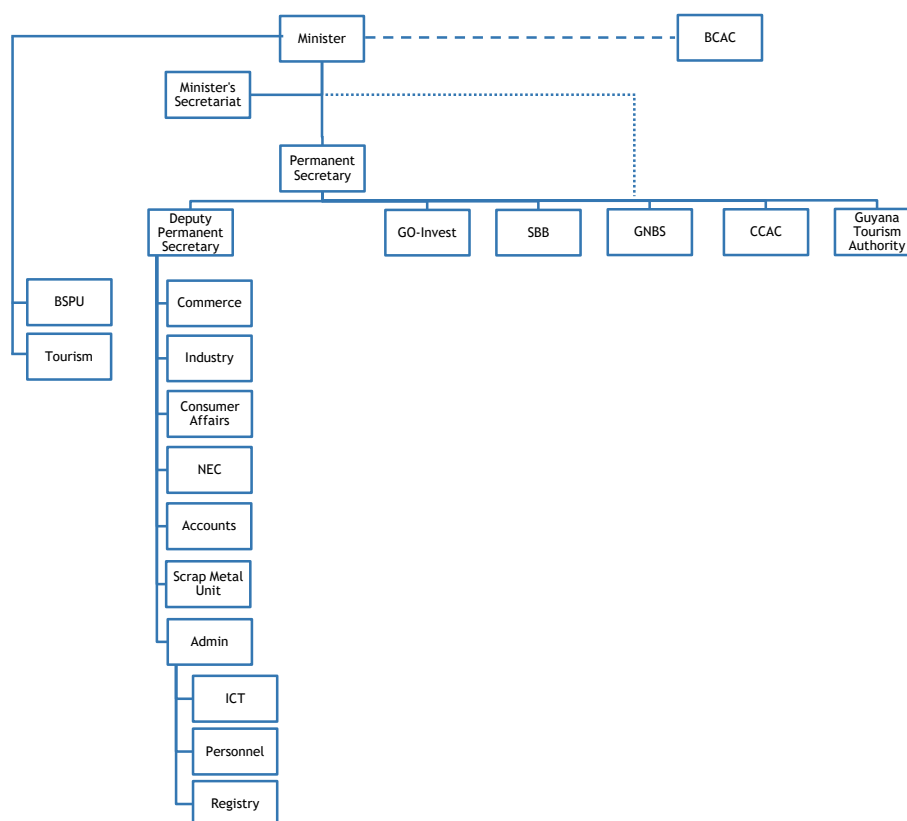 Minister
BCAC
Minister's
Secretariat
Permanent
Secretary
Deputy
Permanent
Secretary
GO-Invest
SBB
GNBS
CCAC
Guyana
Tourism
Authority
BSPU
Tourism
Commerce
Industry
Consumer
Affairs
NEC
Accounts
Scrap Metal
Unit
Admin
ICT
Personnel
Registry